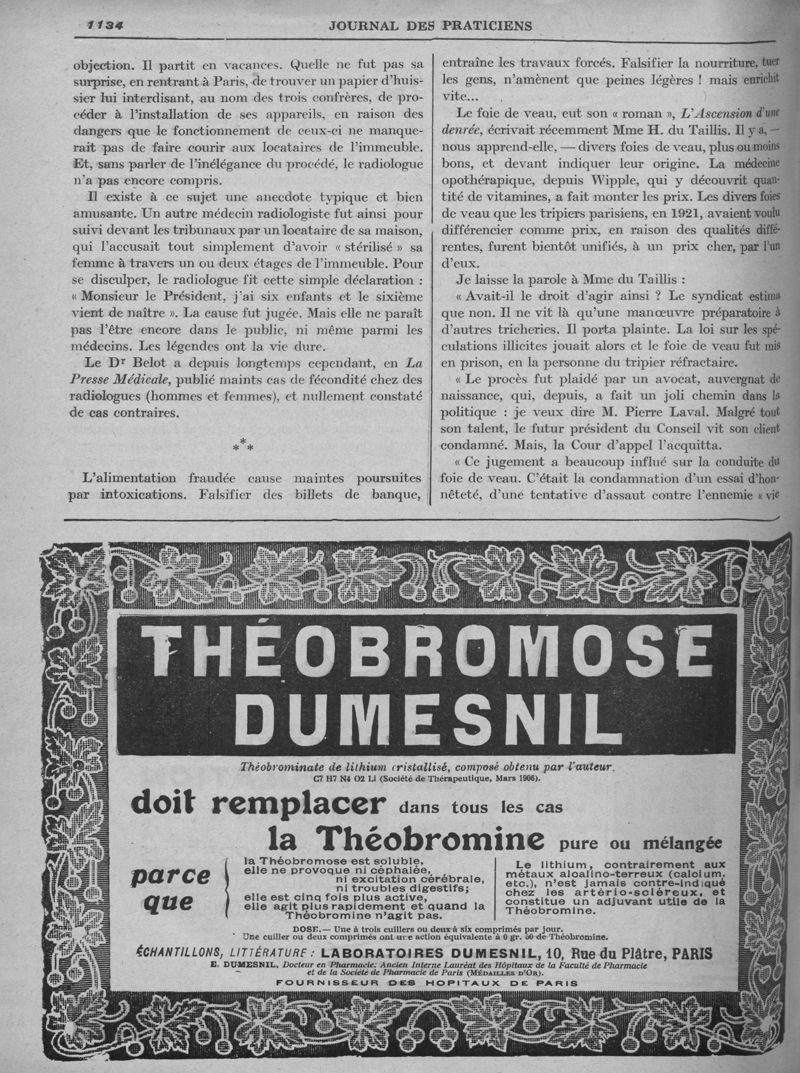 1134
JOURNAL DES PRATICIENS
objection. Il partit en vacances. Quelle ne fut pas sa
surprise, en rentrant à Paris, de trouver un papier d'huis-
sier lui interdisant, au nom des trois confrères, de pro-
céder à l'installation de ses appareils, en raison des
dangers que le fonctionnement de ceux-ci ne manque-
rait pas de faire courir aux locataires de l'immeuble.
Et, sans parler de l'inélégance du procédé, le radiologue
n'a pas encore compris.
Il existe à ce sujet une anecdote typique et bien
amusante. Un autre médecin radiologiste fut ainsi pour
suivi devant les tribunaux par un locataire de sa maison,
qui l'accusait tout simplement d'avoir « stérilisé » sa
femme à travers un ou deux étages de l'immeuble. Pour
se disculper, le radiologue fit cette simple déclaration :
« Monsieur le Président, j'ai six enfants et le sixième
vient de naître ». La cause fut jugée. Mais elle ne paraît
pas l'être encore dans le public, ni même parmi les
médecins. Les légendes ont la vie dure.
Le Dr Belot a depuis longtemps cependant, en La
Presse Médicale, publié maints cas de fécondité chez des
radiologues (hommes et femmes), et nullement constaté
de cas contraires.
***
L'alimentation fraudée cause maintes poursuites
par intoxications. Falsifier des billets de banque,
entraîne les travaux forcés. Falsifier la nourriture, tuer
les gens, n'amènent que peines légères ! mais enrichit
vite...
Le foie de veau, eut son « roman », L'Ascension d'une
denrée, écrivait récemment Mme H. du Taillis. Il y a, —
nous apprend-elle, — divers foies de veau, plus ou moins
bons, et devant indiquer leur origine. La médecine
opothérapique, depuis Wipple, qui y découvrit quan-
tité de vitamines, a fait monter les prix. Les divers foies
de veau que les tripiers parisiens, en 1921, avaient voulu
différencier comme prix, en raison des qualités diffé-
rentes, furent bientôt unifiés, à un prix cher, par l'un
d'eux.
Je laisse la parole à Mme du Taillis :
« Avait-il le droit d'agir ainsi ? Le syndicat estima
que non. Il ne vit là qu'une manœuvre préparatoire à
d'autres tricheries. Il porta plainte. La loi sur les spé-
culations illicites jouait alors et le foie de veau fut mis
en prison, en la personne du tripier réfractaire.
« Le procès fut plaidé par un avocat, auvergnat de
naissance, qui, depuis, a fait un joli chemin dans la
politique : je veux dire M. Pierre Laval. Malgré tout
son talent, le futur président du Conseil vit son client
condamné. Mais, la Cour d'appel l'acquitta.
« Ce jugement a beaucoup influé sur la conduite du
foie de veau. C'était la condamnation d'un essai d'hon-
nêteté, d'une tentative d'assaut contre l'ennemie « vie
THÉOBROMOSE
DUMESNIL
Théobrominate de lithium cristallisé, composé obtenu par l'auteur.
C7 H7 N4 O2 Li (Société de Thérapeutique, Mars 1906).
doit remplacer dans tous les cas
la Théobromine pure ou mélangée
parce
que
la Théobromose est soluble,
elle ne provoque ni céphalée,
ni excitation cérébrale,
ni troubles digestifs;
elle est cinq fois plus active,
elle agit plus rapidement et quand la
Théobromine n'agit pas.
Le lithium, contrairement aux
métaux alcalino-terreux (calcium,
etc.), n'est jamais contre-indiqué
chez les artério-scléreux, et
constitue un adjuvant utile de la
Théobromine.
DOSE.— Une à trois cuillers ou deux à six comprimés par jour.
Une cuiller ou deux comprimés ont une action équivalente à 0 gr. 50 de Théobromine.
ÉCHANTILLONS, LITTÉRATURE : LABORATOIRES DUMESNIL, 10, Rue du Plâtre, PARIS
E. DUMESNIL, Docteur en Pharmacie: Ancien Interne Lauréat des Hôpitaux de la Faculté de Pharmacie
et de la Société de Pharmacie de Paris (MÉDAILLES D'OR).
FOURNISSEUR DES HOPITAUX DE PARIS